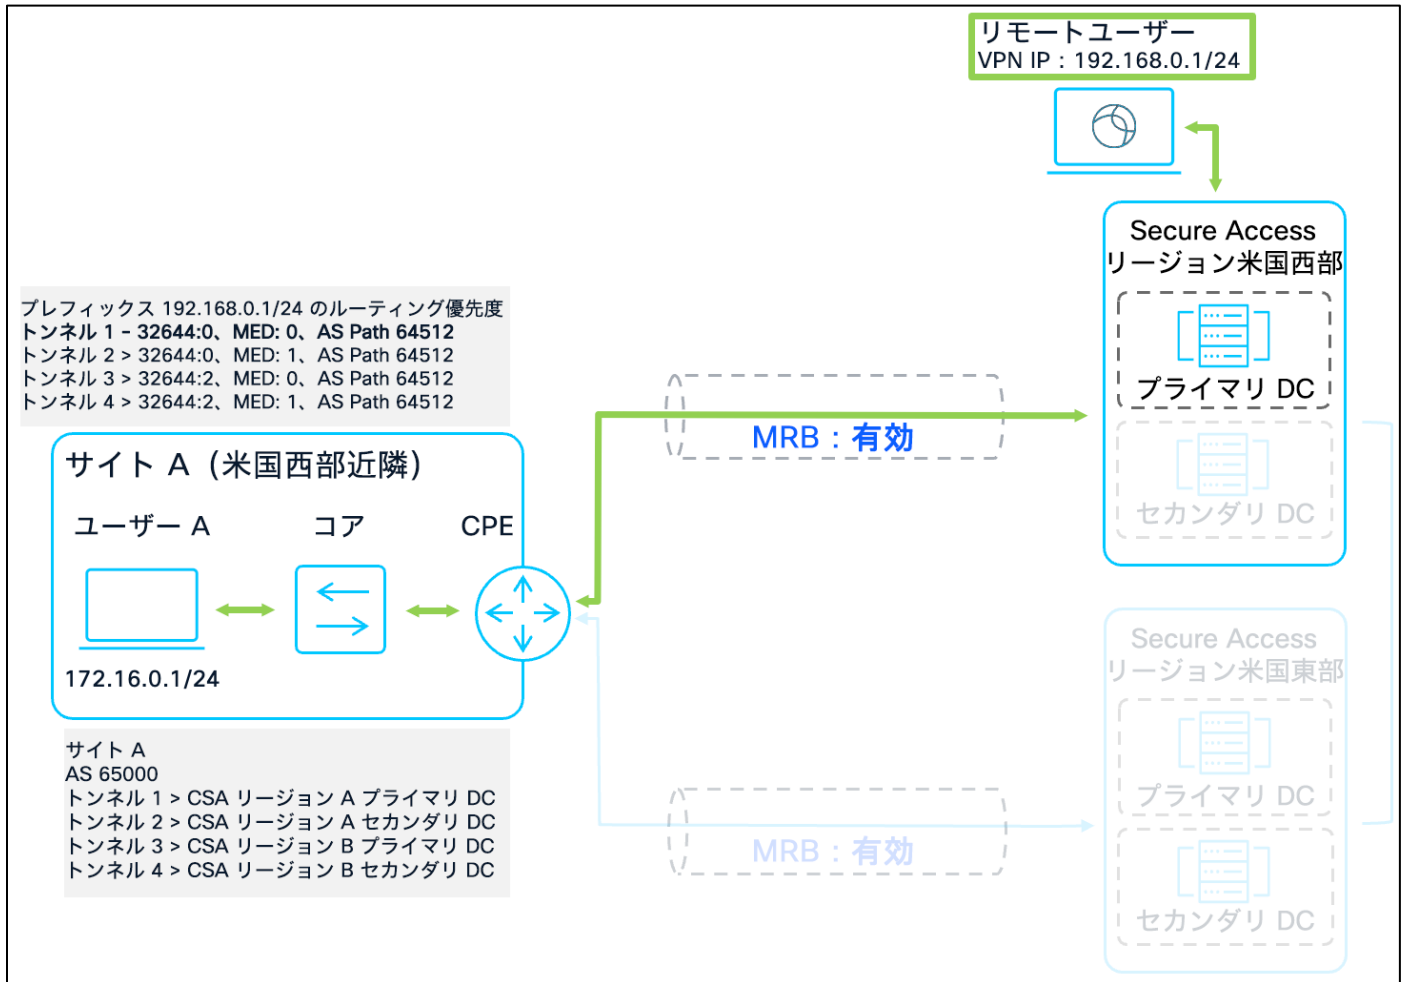 リモートユーザー
VPN IP：192.168.0.1/24
Secure Access
リージョン米国西部
プライマリ DC
セカンダリ DC
プレフィックス 192.168.0.1/24 のルーティング優先度
トンネル 1 - 32644:0、MED: 0、AS Path 64512
トンネル 2 > 32644:0、MED: 1、AS Path 64512
トンネル 3 > 32644:2、MED: 0、AS Path 64512
トンネル 4 > 32644:2、MED: 1、AS Path 64512
MRB：有効
サイト A（米国西部近隣）
ユーザー A
コア
CPE
172.16.0.1/24
Secure Access
リージョン米国東部
プライマリ DC
セカンダリ DC
MRB：有効
サイト A
AS 65000
トンネル 1 > CSA リージョン A プライマリ DC
トンネル 2 > CSA リージョン A セカンダリ DC
トンネル 3 > CSA リージョン B プライマリ DC
トンネル 4 > CSA リージョン B セカンダリ DC